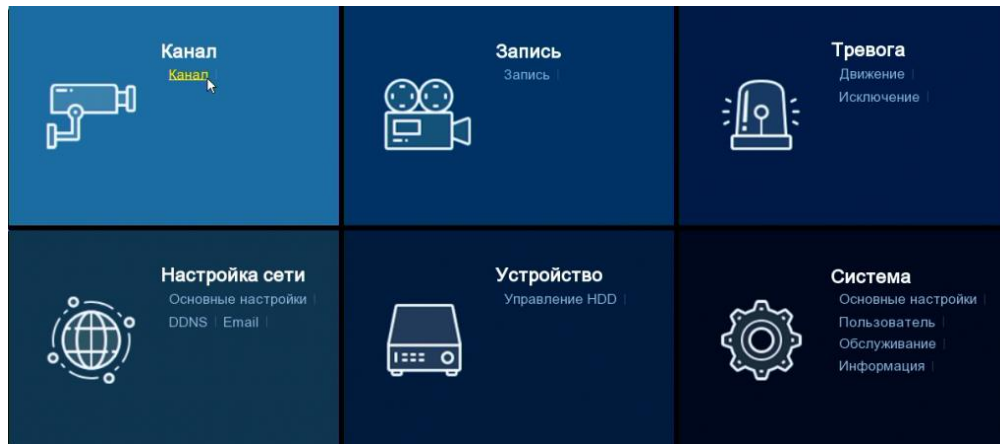 Канал
Канал |
Запись
Запись |
Тревога
Движение |
Исключение |
Настройка сети
Основные настройки |
DDNS | Email |
Устройство
Управление HDD |
Система
Основные настройки |
Пользователь |
Обслуживание |
Информация |